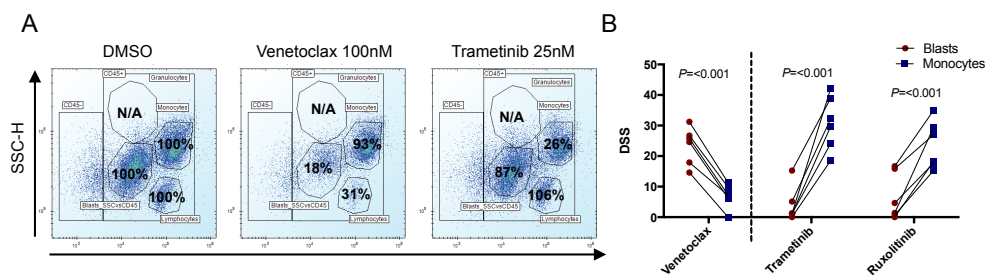 A
DMSO
Venetoclax 100nM
Trametinib 25nM
SSC-H
CD45+
Granulocytes
CD45-
N/A
Monocytes
100%
100%
100%
Blasts_SSCvsCD45
Lymphocytes
CD45+
Granulocytes
CD45-
N/A
Monocytes
93%
18%
31%
Blasts_SSCvsCD45
Lymphocytes
CD45+
Granulocytes
CD45-
N/A
Monocytes
26%
87%
106%
Blasts_SSCvsCD45
Lymphocytes
B
Blasts
Monocytes
P=<0.001
P=<0.001
P=<0.001
DSS
50
40
30
20
10
0
Venetoclax
Trametinib
Ruxolitinib